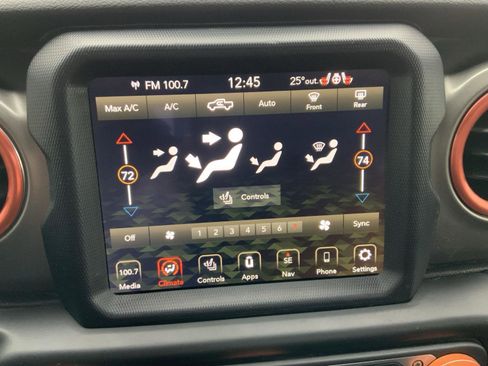 FM 100.7 12:45 25°out.
Max A/C A/C Auto Front Rear
72 74
Controls
Off 1 2 3 4 5 6 7 Sync
100.7 SE
Media Climate Controls Apps Nav Phone Settings